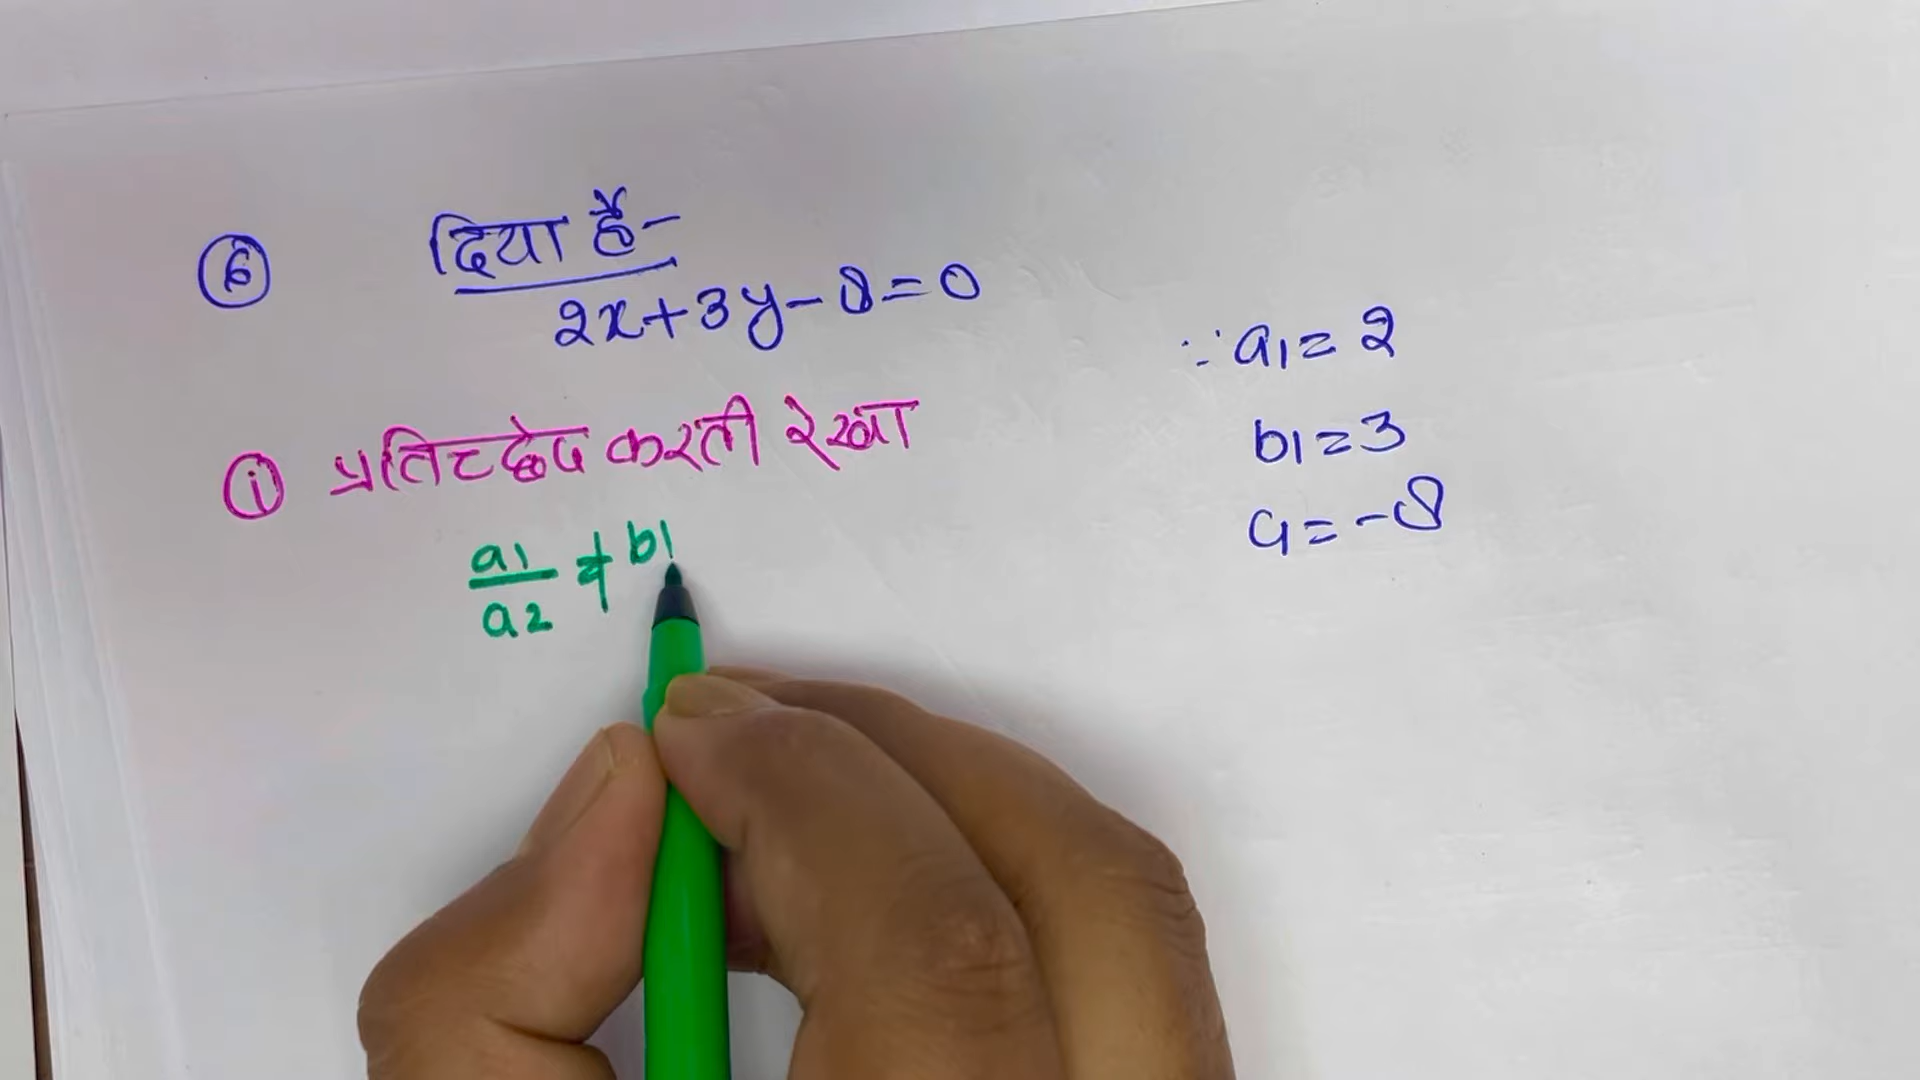 6 दिया है-
2x+3y-8=0
∵ a1=2
b1=3
c1=-8
i प्रतिच्छेद करती रेखा
a1/a2 ≠ b1